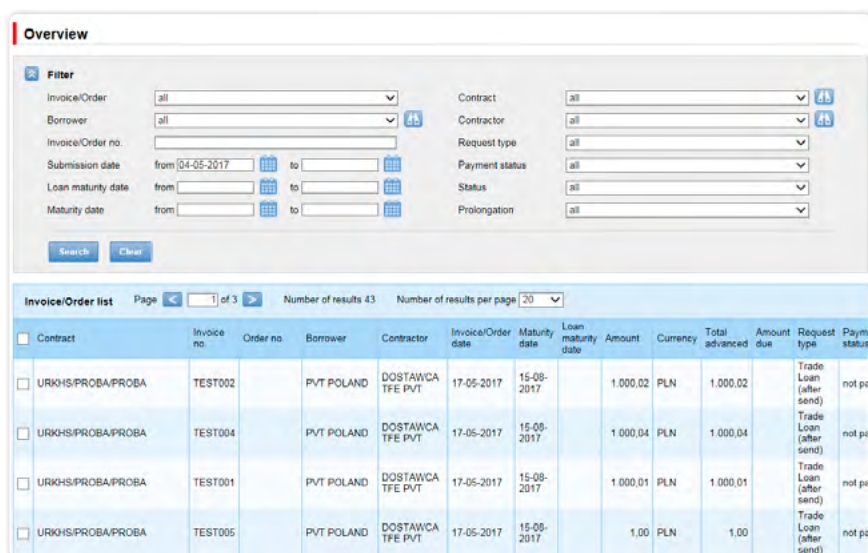 Overview
Filter
Invoice/Order all Contract all
Borrower all Contractor all
Invoice/Order no. Request type all
Submission date from 04-05-2017 to Payment status all
Loan maturity date from to Status all
Maturity date from to Prolongation all
Search Clear
Invoice/Order list Page 1 of 3 Number of results 43 Number of results per page 20
Contract Invoice no. Order no. Borrower Contractor Invoice/Order date Maturity date Loan maturity date Amount Currency Total advanced Amount due Request type Paym status
URKHS/PROBA/PROBA TEST002 PVT POLAND DOSTAWCA TFE PVT 17-05-2017 15-08-2017 1.000,02 PLN 1.000,02 Trade Loan (after send) not pa
URKHS/PROBA/PROBA TEST004 PVT POLAND DOSTAWCA TFE PVT 17-05-2017 15-08-2017 1.000,04 PLN 1.000,04 Trade Loan (after send) not pa
URKHS/PROBA/PROBA TEST001 PVT POLAND DOSTAWCA TFE PVT 17-05-2017 15-08-2017 1.000,01 PLN 1.000,01 Trade Loan (after send) not pa
URKHS/PROBA/PROBA TEST005 PVT POLAND DOSTAWCA TFE PVT 17-05-2017 15-08-2017 1,00 PLN 1,00 Trade Loan (after send) not pa